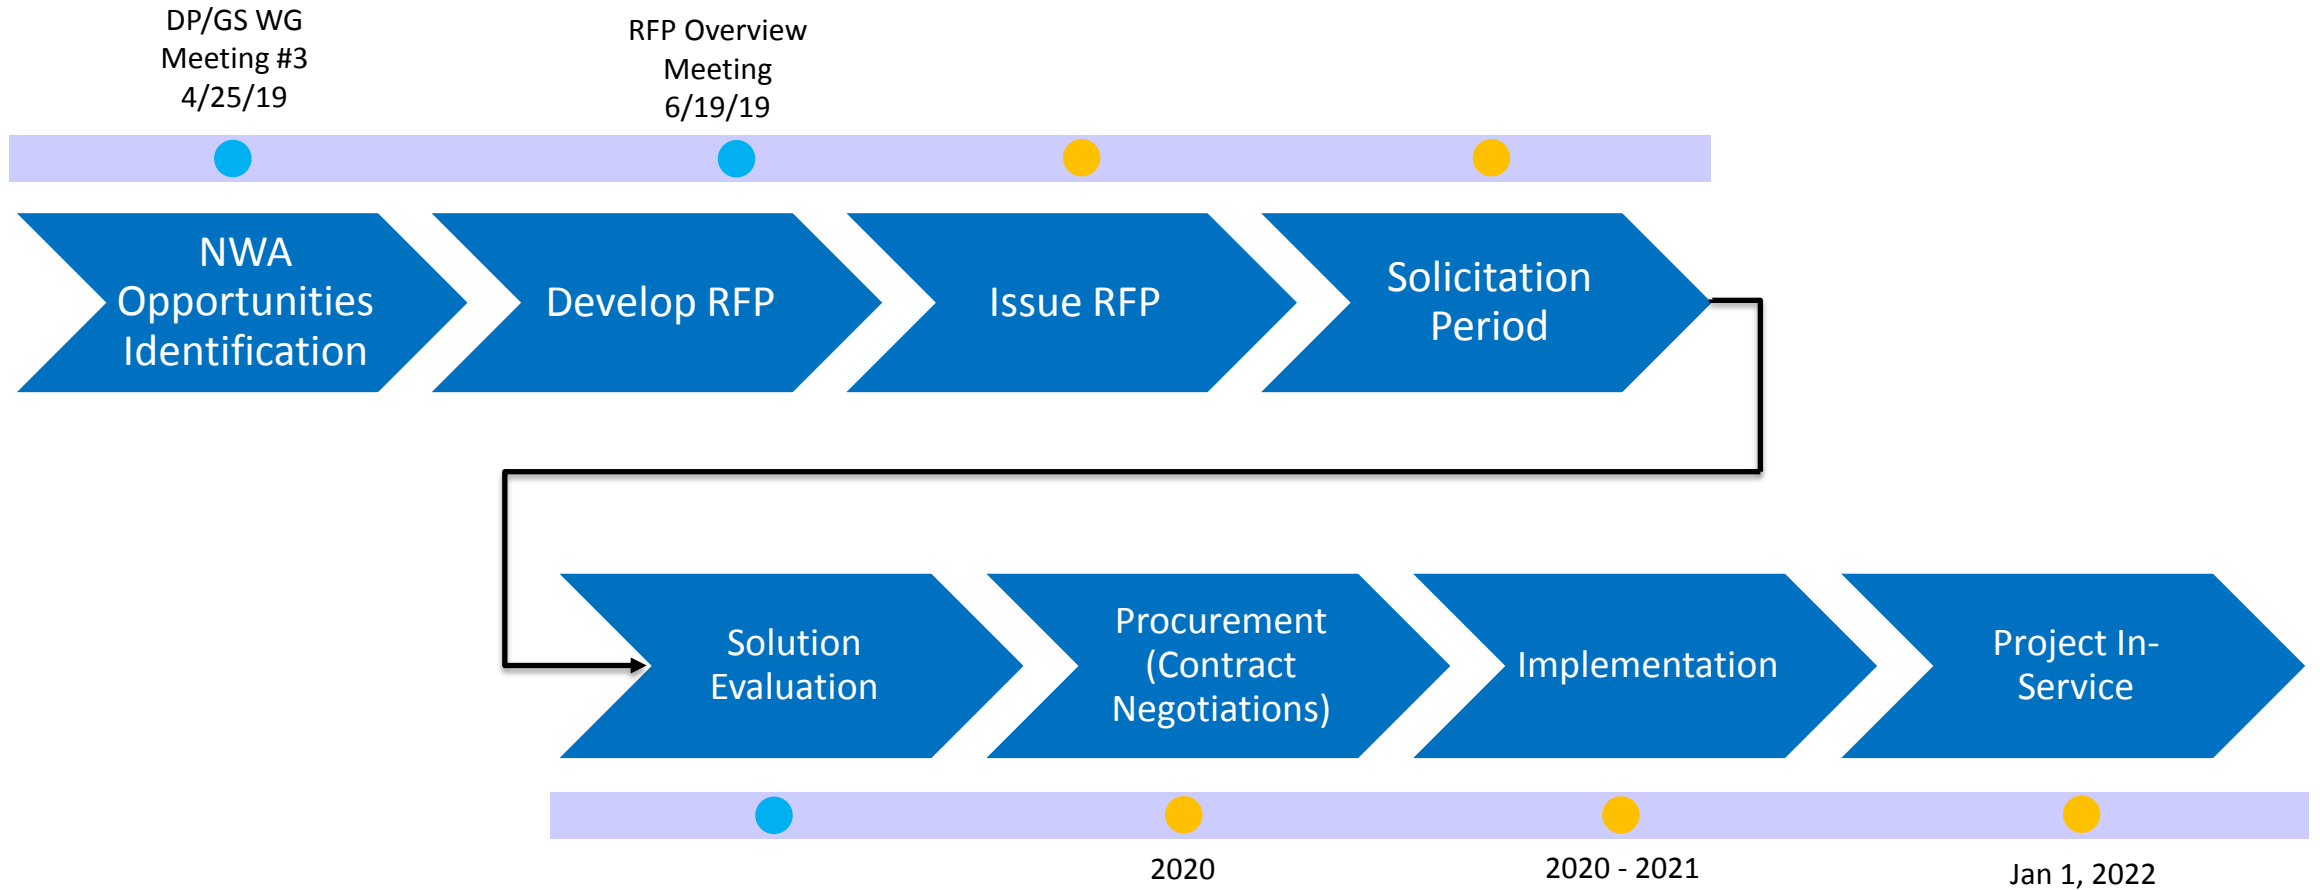 DP/GS WG
Meeting #3
4/25/19
RFP Overview
Meeting
6/19/19
NWA
Opportunities
Identification
Develop RFP
Issue RFP
Solicitation
Period
Solution
Evaluation
Procurement
(Contract
Negotiations)
Implementation
Project In-
Service
2020
2020 - 2021
Jan 1, 2022